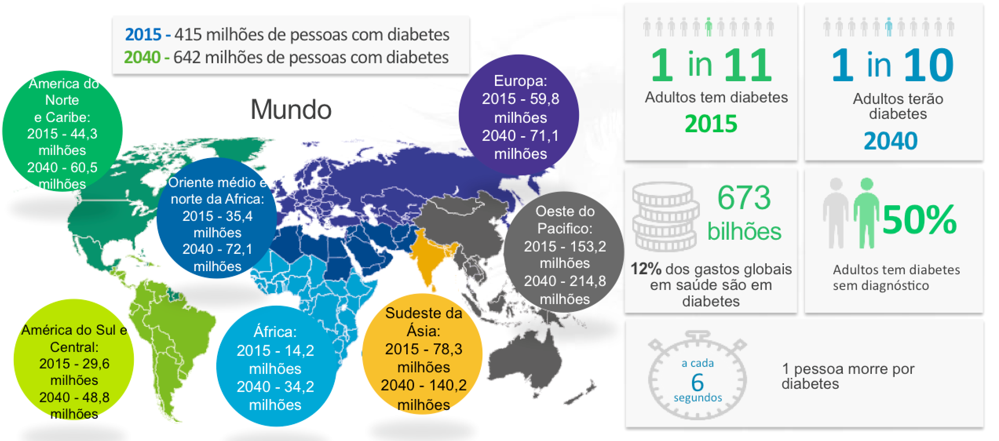 2015 - 415 milhões de pessoas com diabetes
2040 - 642 milhões de pessoas com diabetes
Mundo
America do
Norte
e Caribe:
2015 - 44,3
milhões
2040 - 60,5
milhões
Oriente médio e
norte da Africa:
2015 - 35,4
milhões
2040 - 72,1
milhões
Europa:
2015 - 59,8
milhões
2040 - 71,1
milhões
Oeste do
Pacifico:
2015 - 153,2
milhões
2040 - 214,8
milhões
América do Sul e
Central:
2015 - 29,6
milhões
2040 - 48,8
milhões
África:
2015 - 14,2
milhões
2040 - 34,2
milhões
Sudeste da
Ásia:
2015 - 78,3
milhões
2040 - 140,2
milhões
1 in 11
Adultos tem diabetes
2015
1 in 10
Adultos terão
diabetes
2040
673
bilhões
12% dos gastos globais
em saúde são em
diabetes
50%
Adultos tem diabetes
sem diagnóstico
a cada
6
segundos
1 pessoa morre por
diabetes